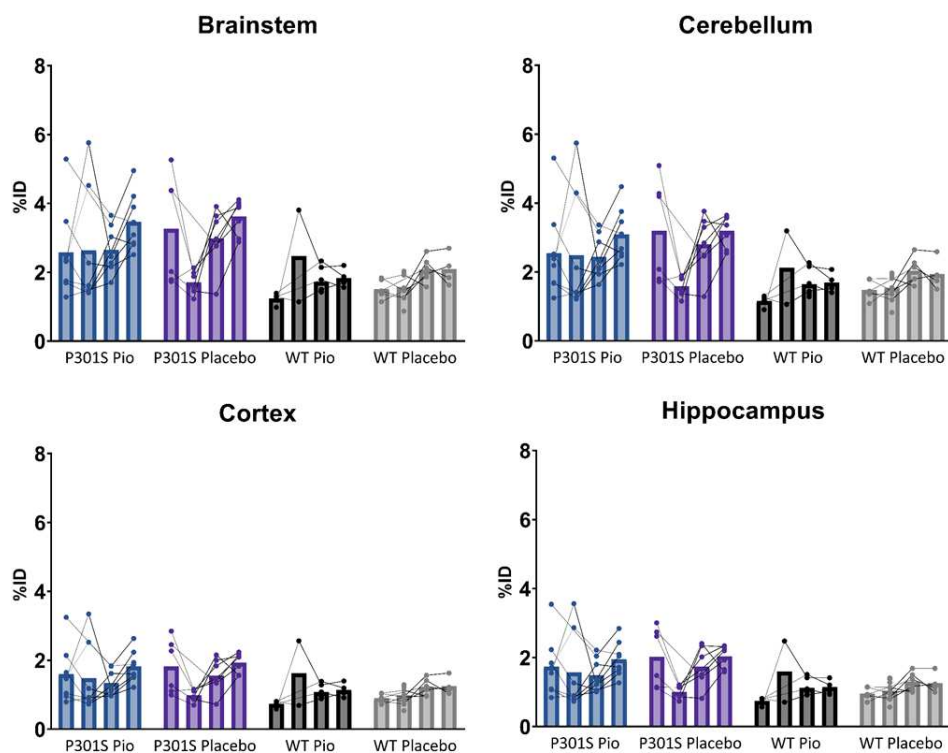 Brainstem
8
6
4
2
0
%ID
P301S Pio P301S Placebo WT Pio WT Placebo
Cerebellum
8
6
4
2
0
%ID
P301S Pio P301S Placebo WT Pio WT Placebo
Cortex
8
6
4
2
0
%ID
P301S Pio P301S Placebo WT Pio WT Placebo
Hippocampus
8
6
4
2
0
%ID
P301S Pio P301S Placebo WT Pio WT Placebo